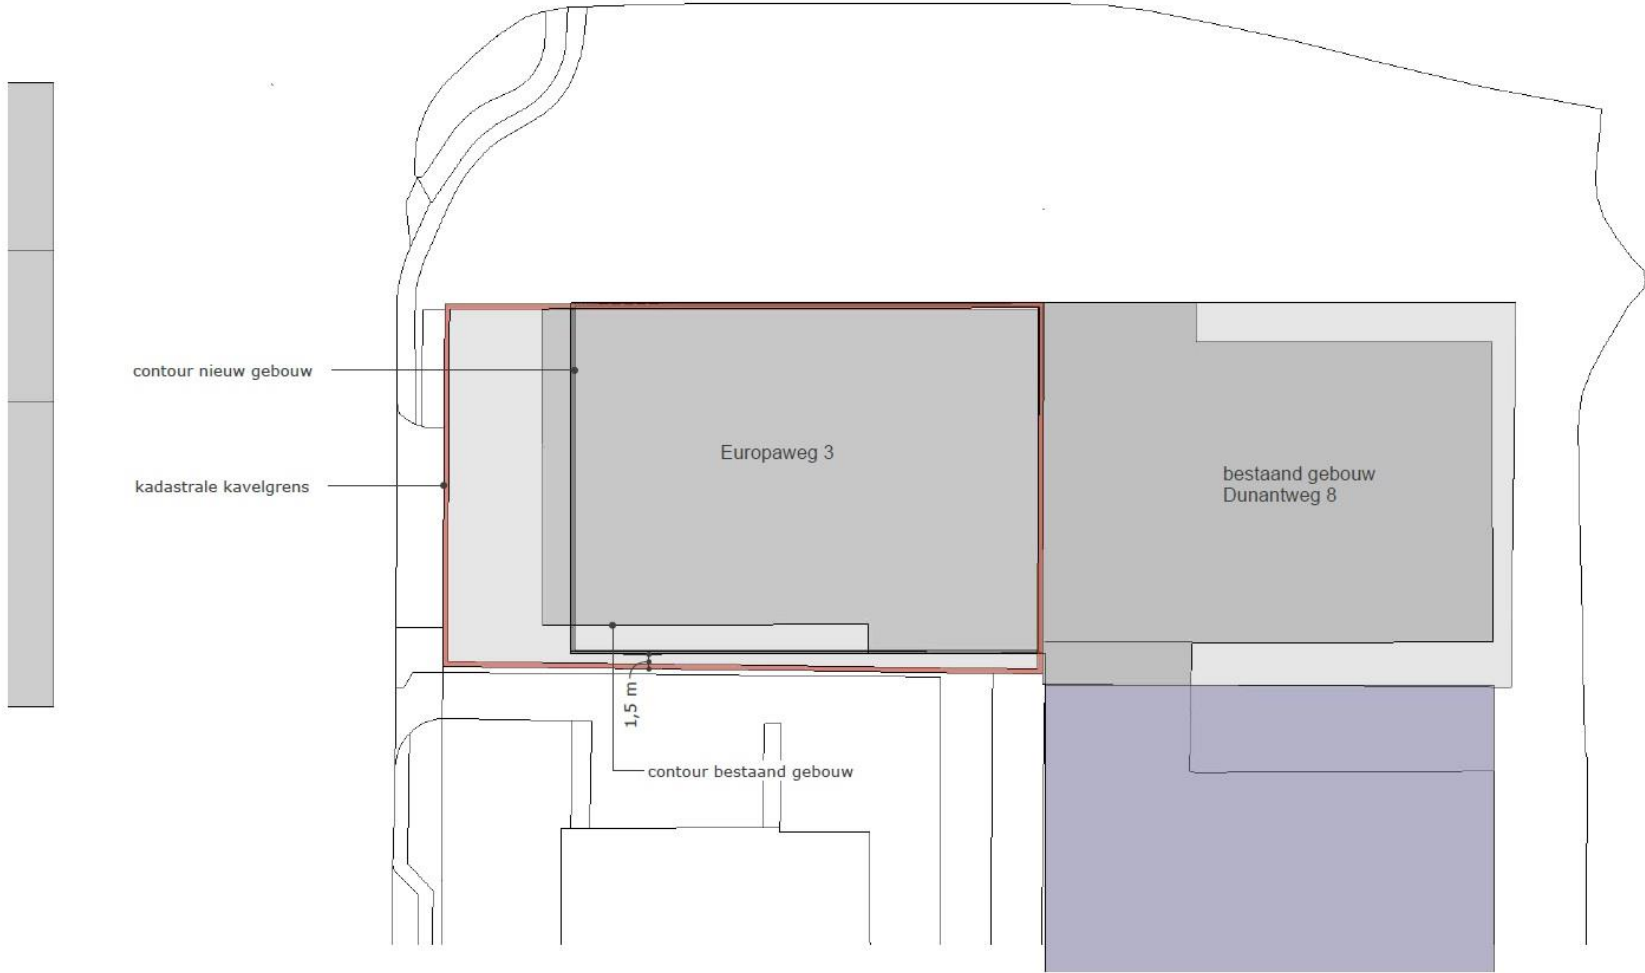 contour nieuw gebouw
Europaweg 3
bestaand gebouw
Dunantweg 8
kadastrale kavelgrens
1,5 m
contour bestaand gebouw